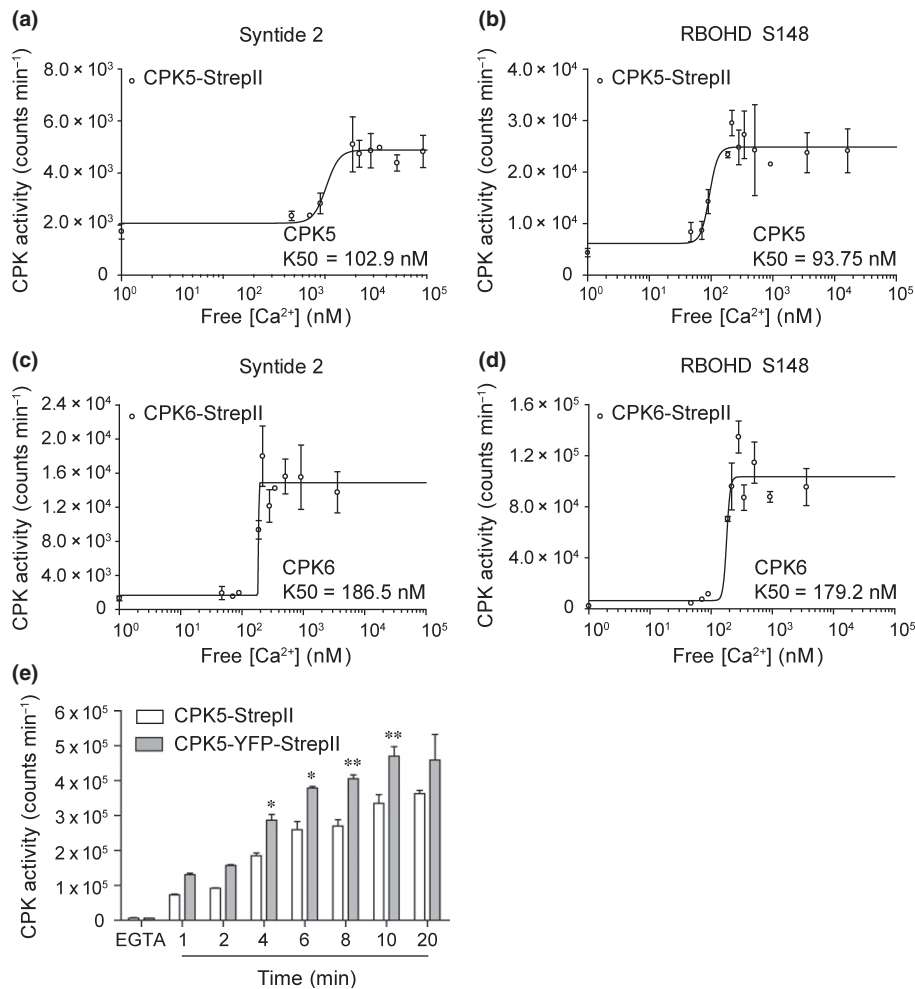 (a)
Syntide 2
CPK activity (counts min⁻¹)
8.0 × 10³
6.0 × 10³
4.0 × 10³
2.0 × 10³
0
CPK5-StrepII
CPK5
K50 = 102.9 nM
10⁰ 10¹ 10² 10³ 10⁴ 10⁵
Free [Ca²⁺] (nM)
(b)
RBOHD S148
CPK activity (counts min⁻¹)
4.0 × 10⁴
3.0 × 10⁴
2.0 × 10⁴
1.0 × 10⁴
0
CPK5-StrepII
CPK5
K50 = 93.75 nM
10⁰ 10¹ 10² 10³ 10⁴ 10⁵
Free [Ca²⁺] (nM)
(c)
Syntide 2
CPK activity (counts min⁻¹)
2.4 × 10⁴
2.0 × 10⁴
1.6 × 10⁴
1.2 × 10⁴
8.0 × 10³
4.0 × 10³
0
CPK6-StrepII
CPK6
K50 = 186.5 nM
10⁰ 10¹ 10² 10³ 10⁴ 10⁵
Free [Ca²⁺] (nM)
(d)
RBOHD S148
CPK activity (counts min⁻¹)
1.6 × 10⁵
1.2 × 10⁵
8.0 × 10⁴
4.0 × 10⁴
0
CPK6-StrepII
CPK6
K50 = 179.2 nM
10⁰ 10¹ 10² 10³ 10⁴ 10⁵
Free [Ca²⁺] (nM)
(e)
CPK activity (counts min⁻¹)
6 × 10⁵
5 × 10⁵
4 × 10⁵
3 × 10⁵
2 × 10⁵
1 × 10⁵
0
CPK5-StrepII
CPK5-YFP-StrepII
* * ** **
EGTA 1 2 4 6 8 10 20
Time (min)